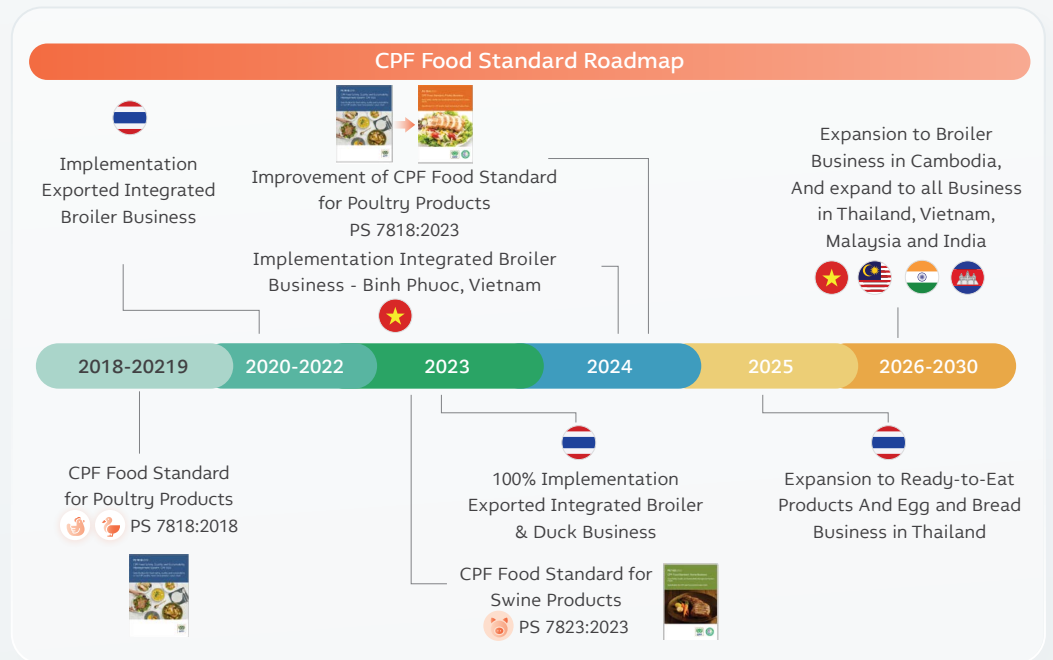 CPF Food Standard Roadmap
Implementation
Exported Integrated
Broiler Business
Improvement of CPF Food Standard
for Poultry Products
PS 7818:2023
Implementation Integrated Broiler
Business - Binh Phuoc, Vietnam
Expansion to Broiler
Business in Cambodia,
And expand to all Business
in Thailand, Vietnam,
Malaysia and India
2018-20219
2020-2022
2023
2024
2025
2026-2030
CPF Food Standard
for Poultry Products
PS 7818:2018
100% Implementation
Exported Integrated Broiler
& Duck Business
CPF Food Standard for
Swine Products
PS 7823:2023
Expansion to Ready-to-Eat
Products And Egg and Bread
Business in Thailand